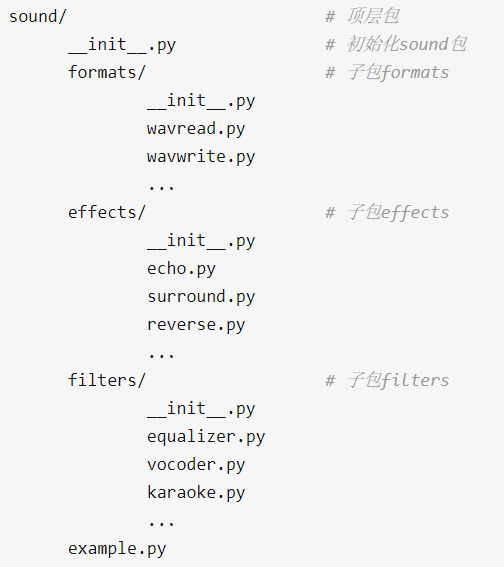 sound/ # 顶层包
__init__.py # 初始化sound包
formats/ # 子包formats
__init__.py
wavread.py
wavwrite.py
...
effects/ # 子包effects
__init__.py
echo.py
surround.py
reverse.py
...
filters/ # 子包filters
__init__.py
equalizer.py
vocoder.py
karaoke.py
...
example.py